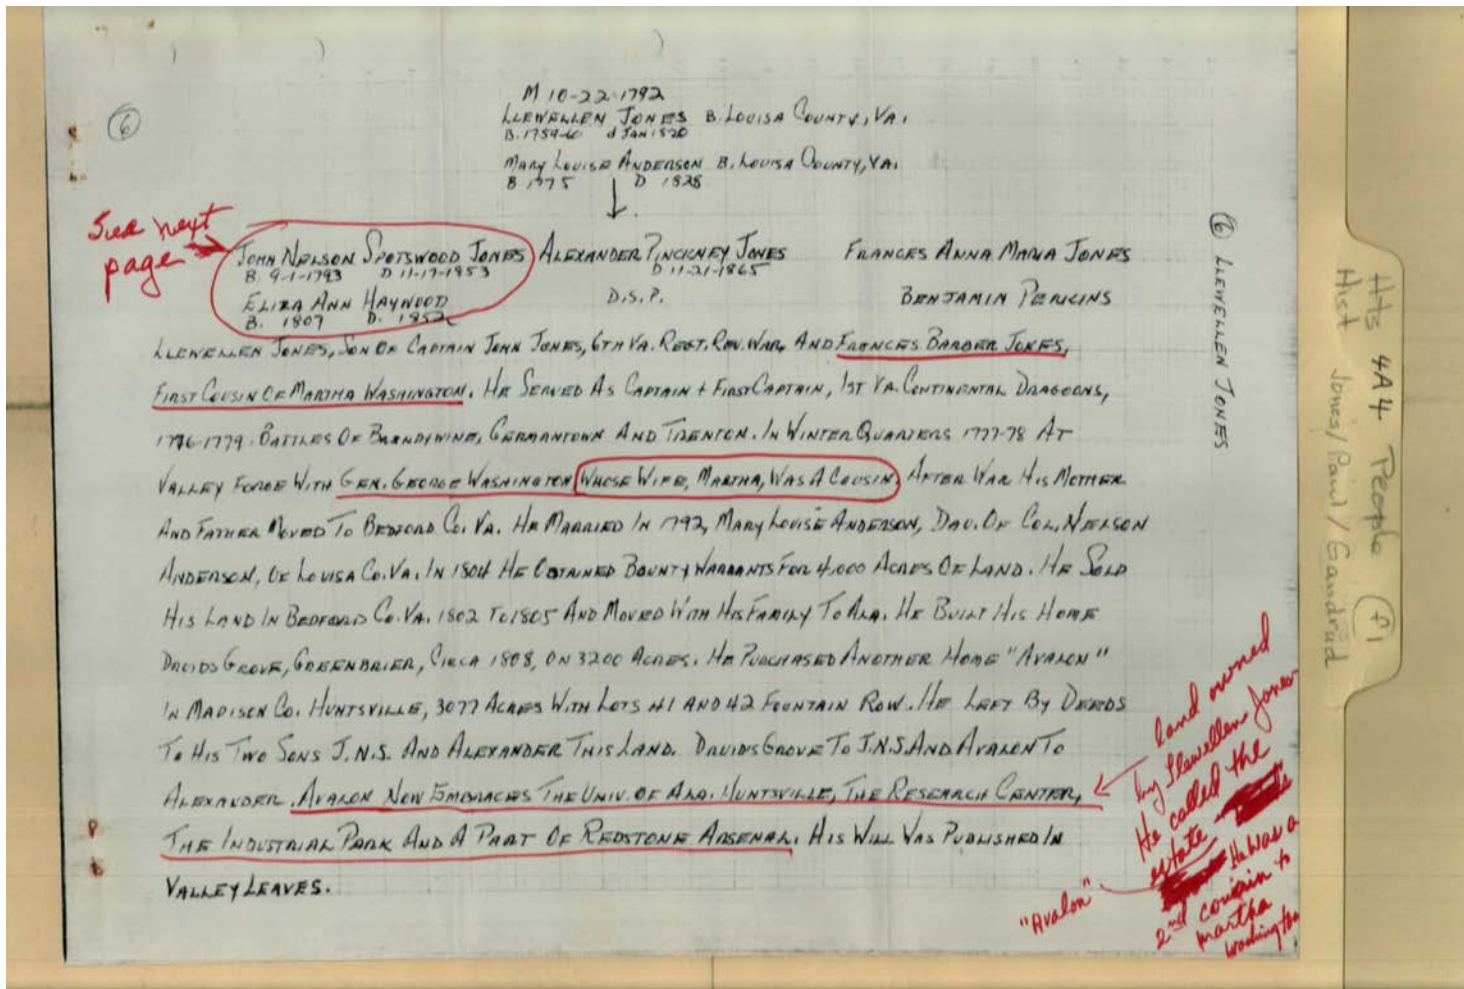 6
M 10-22-1792
LLEWELLEN JONES B. LOUISA COUNTY, VA.
B. 1759-60 d JAN 1820
MARY LOUISE ANDERSON B. LOUISA COUNTY, VA.
B 1775 D 1828
See next
page
JOHN NELSON SPOTSWOOD JONES ALEXANDER PINCKNEY JONES FRANCES ANNA MARIA JONES
B. 9-1-1793 D 11-17-1853 D 11-21-1865
ELIZA ANN HAYWOOD D.S.P. BENJAMIN PERKINS
B. 1807 D. 1852
LLEWELLEN JONES, SON OF CAPTAIN JOHN JONES, 6TH VA. REGT. REV. WAR, AND FRANCES BARBER JONES,
FIRST COUSIN OF MARTHA WASHINGTON. HE SERVED AS CAPTAIN + FIRST CAPTAIN, 1ST VA. CONTINENTAL DRAGOONS,
1776-1779. BATTLES OF BRANDYWINE, GERMANTOWN AND TRENTON. IN WINTER QUARTERS 1777-78 AT
VALLEY FORGE WITH GEN. GEORGE WASHINGTON WHOSE WIFE, MARTHA, WAS A COUSIN. AFTER WAR HIS MOTHER
AND FATHER MOVED TO BEDFORD CO. VA. HE MARRIED IN 1792, MARY LOUISE ANDERSON, DAU. OF COL. NELSON
ANDERSON, OF LOUISA CO. VA. IN 1804 HE OBTAINED BOUNTY WARRANTS FOR 4,000 ACRES OF LAND. HE SOLD
HIS LAND IN BEDFORD CO. VA. 1802 TO 1805 AND MOVED WITH HIS FAMILY TO ALA. HE BUILT HIS HOME
DRUIDS GROVE, GREENBRIER, CIRCA 1808, ON 3200 ACRES. HE PURCHASED ANOTHER HOME "AVALON"
IN MADISON CO. HUNTSVILLE, 3077 ACRES WITH LOTS 41 AND 42 FOUNTAIN ROW. HE LEFT BY DEEDS
TO HIS TWO SONS J.N.S. AND ALEXANDER THIS LAND. DRUIDS GROVE TO J.N.S. AND AVALON TO
ALEXANDER. AVALON NOW EMBRACES THE UNIV. OF ALA. HUNTSVILLE, THE RESEARCH CENTER,
THE INDUSTRIAL PARK AND A PART OF REDSTONE ARSENAL. HIS WILL WAS PUBLISHED IN
VALLEY LEAVES.
land owned
by Llewellen Jones
He called the
estate
"Avalon"
He was a
2nd cousin to
Martha
Washington
6 LLEWELLEN JONES
Hts 4A4 People f1
Hist Jones/Paul/Gandrud